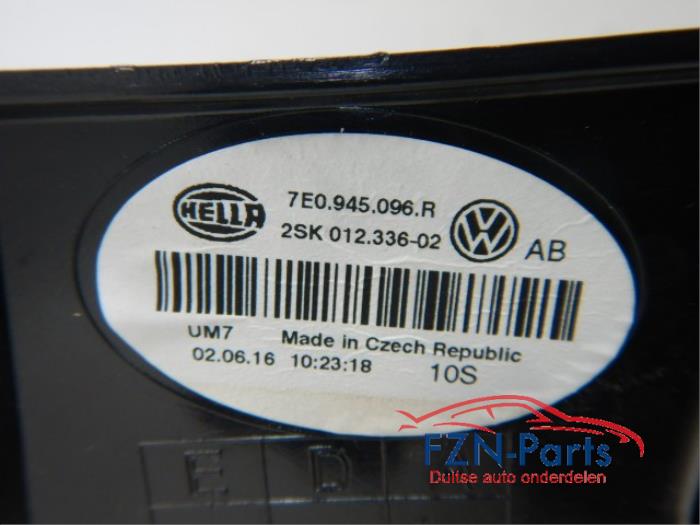 HELLA
7E0.945.096.R
2SK 012.336-02
VW
AB
UM7 Made in Czech Republic
02.06.16 10:23:18 10S
FZN-Parts
Duitse auto onderdelen
E D